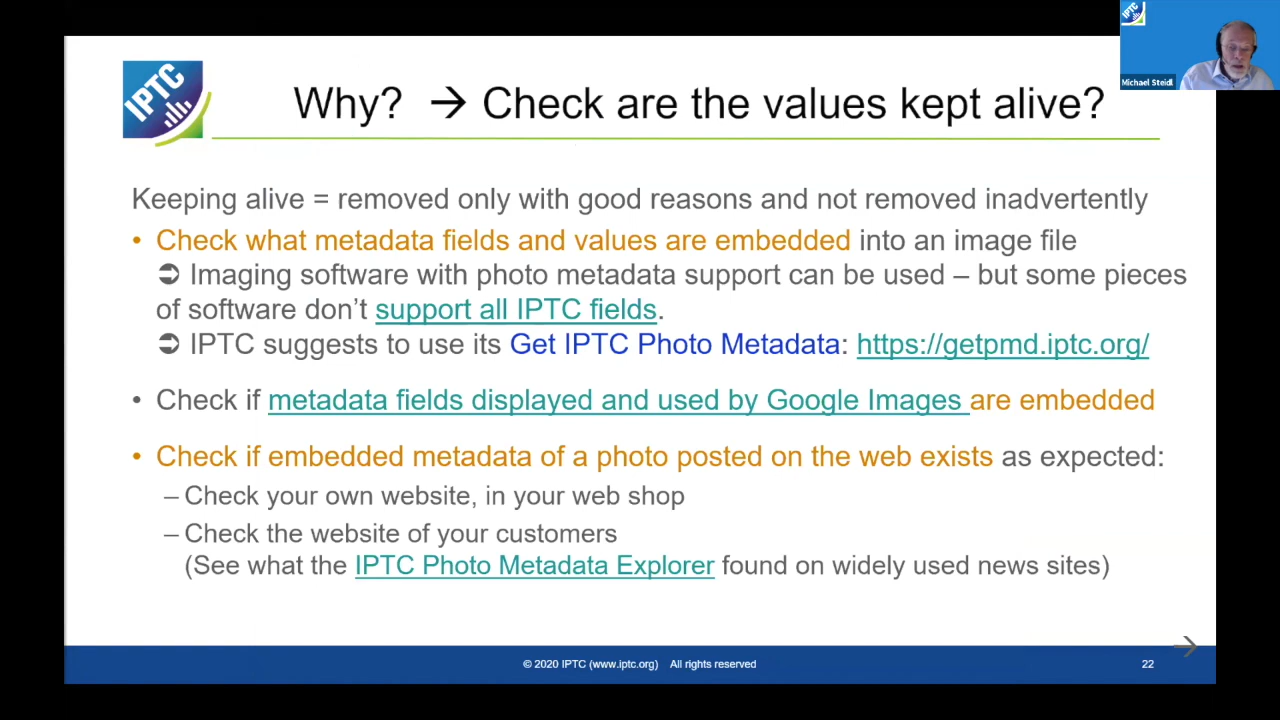 IPTC
Michael Steidl
IPTC
Why? → Check are the values kept alive?
Keeping alive = removed only with good reasons and not removed inadvertently
• Check what metadata fields and values are embedded into an image file
➲ Imaging software with photo metadata support can be used – but some pieces
of software don’t support all IPTC fields.
➲ IPTC suggests to use its Get IPTC Photo Metadata: https://getpmd.iptc.org/
• Check if metadata fields displayed and used by Google Images are embedded
• Check if embedded metadata of a photo posted on the web exists as expected:
– Check your own website, in your web shop
– Check the website of your customers
(See what the IPTC Photo Metadata Explorer found on widely used news sites)
→
© 2020 IPTC (www.iptc.org) All rights reserved
22